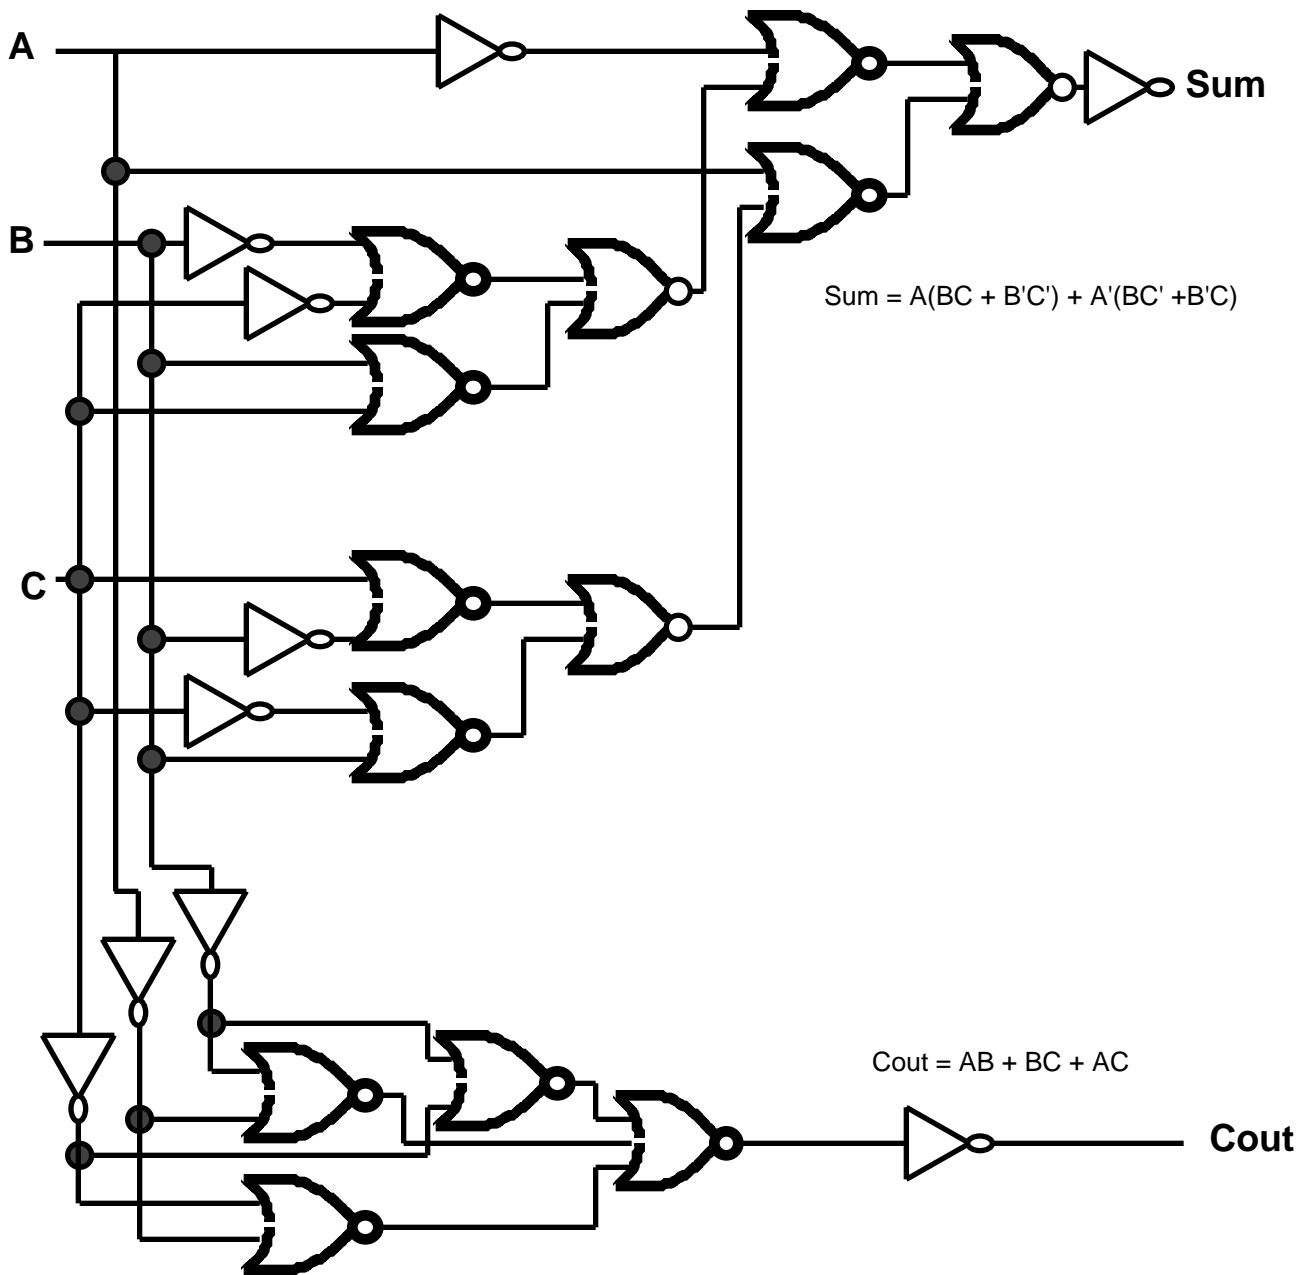 A
Sum
B
Sum = A(BC + B'C') + A'(BC' +B'C)
C
Cout = AB + BC + AC
Cout